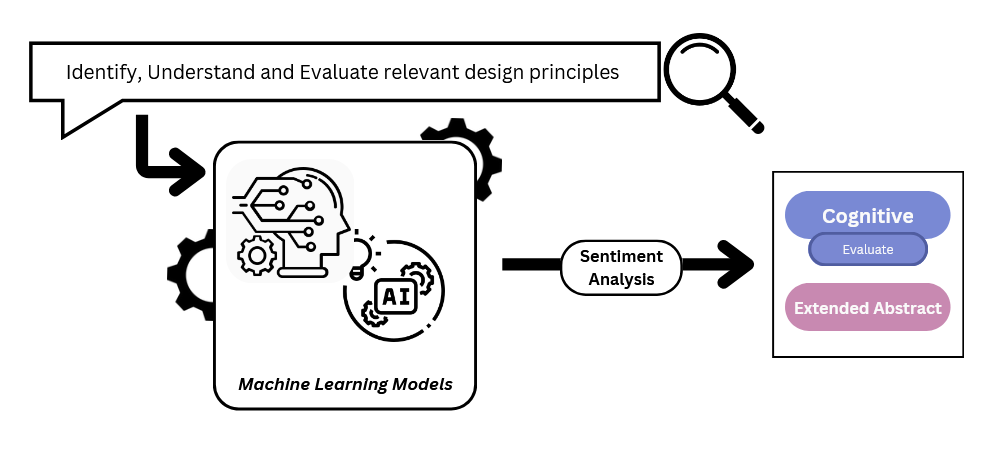 Identify, Understand and Evaluate relevant design principles
AI
Machine Learning Models
Sentiment
Analysis
Cognitive
Evaluate
Extended Abstract